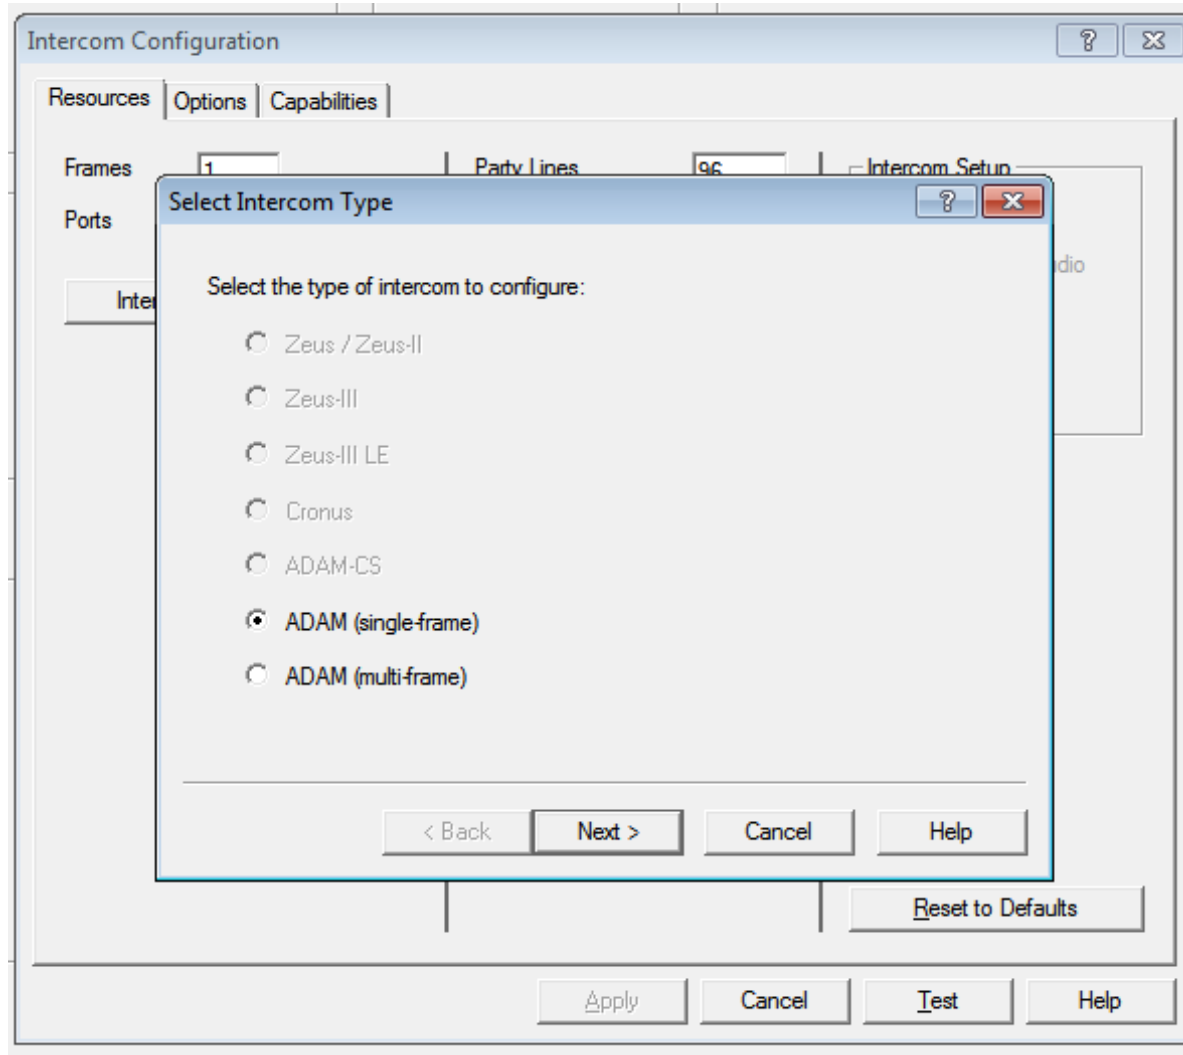 Intercom Configuration
Resources Options Capabilities
Frames 1 Party Lines 96 Intercom Setup
Select Intercom Type
Ports
Select the type of intercom to configure:
Zeus / Zeus-II
Zeus-III
Zeus-III LE
Cronus
ADAM-CS
ADAM (single-frame)
ADAM (multi-frame)
< Back Next > Cancel Help
Reset to Defaults
Apply Cancel Test Help